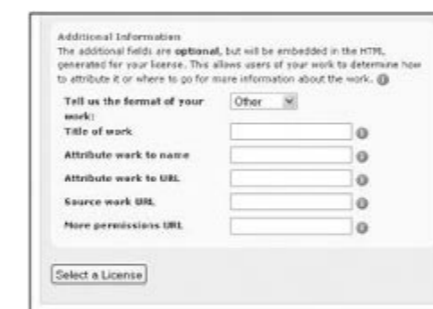 Additional Information
The additional fields are optional, but will be embedded in the HTML
generated for your license. This allows users of your work to determine how
to attribute it or where to go for more information about the work.
Tell us the format of your Other
work:
Title of work
Attribute work to name
Attribute work to URL
Source work URL
More permissions URL
Select a License